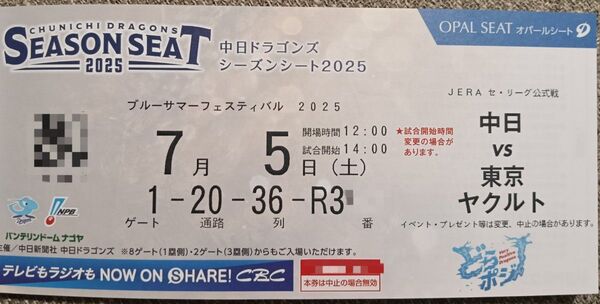 CHUNICHI DRAGONS
SEASON SEAT
2025
中日ドラゴンズ
シーズンシート2025
OPAL SEAT オパールシート
D
JERA セ・リーグ公式戦
ブルーサマーフェスティバル 2025
7月 5日(土)
開場時間 12:00
試合開始 14:00
★試合開始時間
変更の場合が
あります。
中日
vs
東京
ヤクルト
1-20-36-R3
ゲート 通路 列 番
イベント・プレゼント等は変更、中止の場合があります。
Dragons
NPB
バンテリンドーム ナゴヤ
主催/中日新聞社 中日ドラゴンズ ※8ゲート(1塁側)・2ゲート(3塁側)からもご入場いただけます。
テレビもラジオも NOW ON SHARE! CBC
本券は中止の場合無効
どらポジ